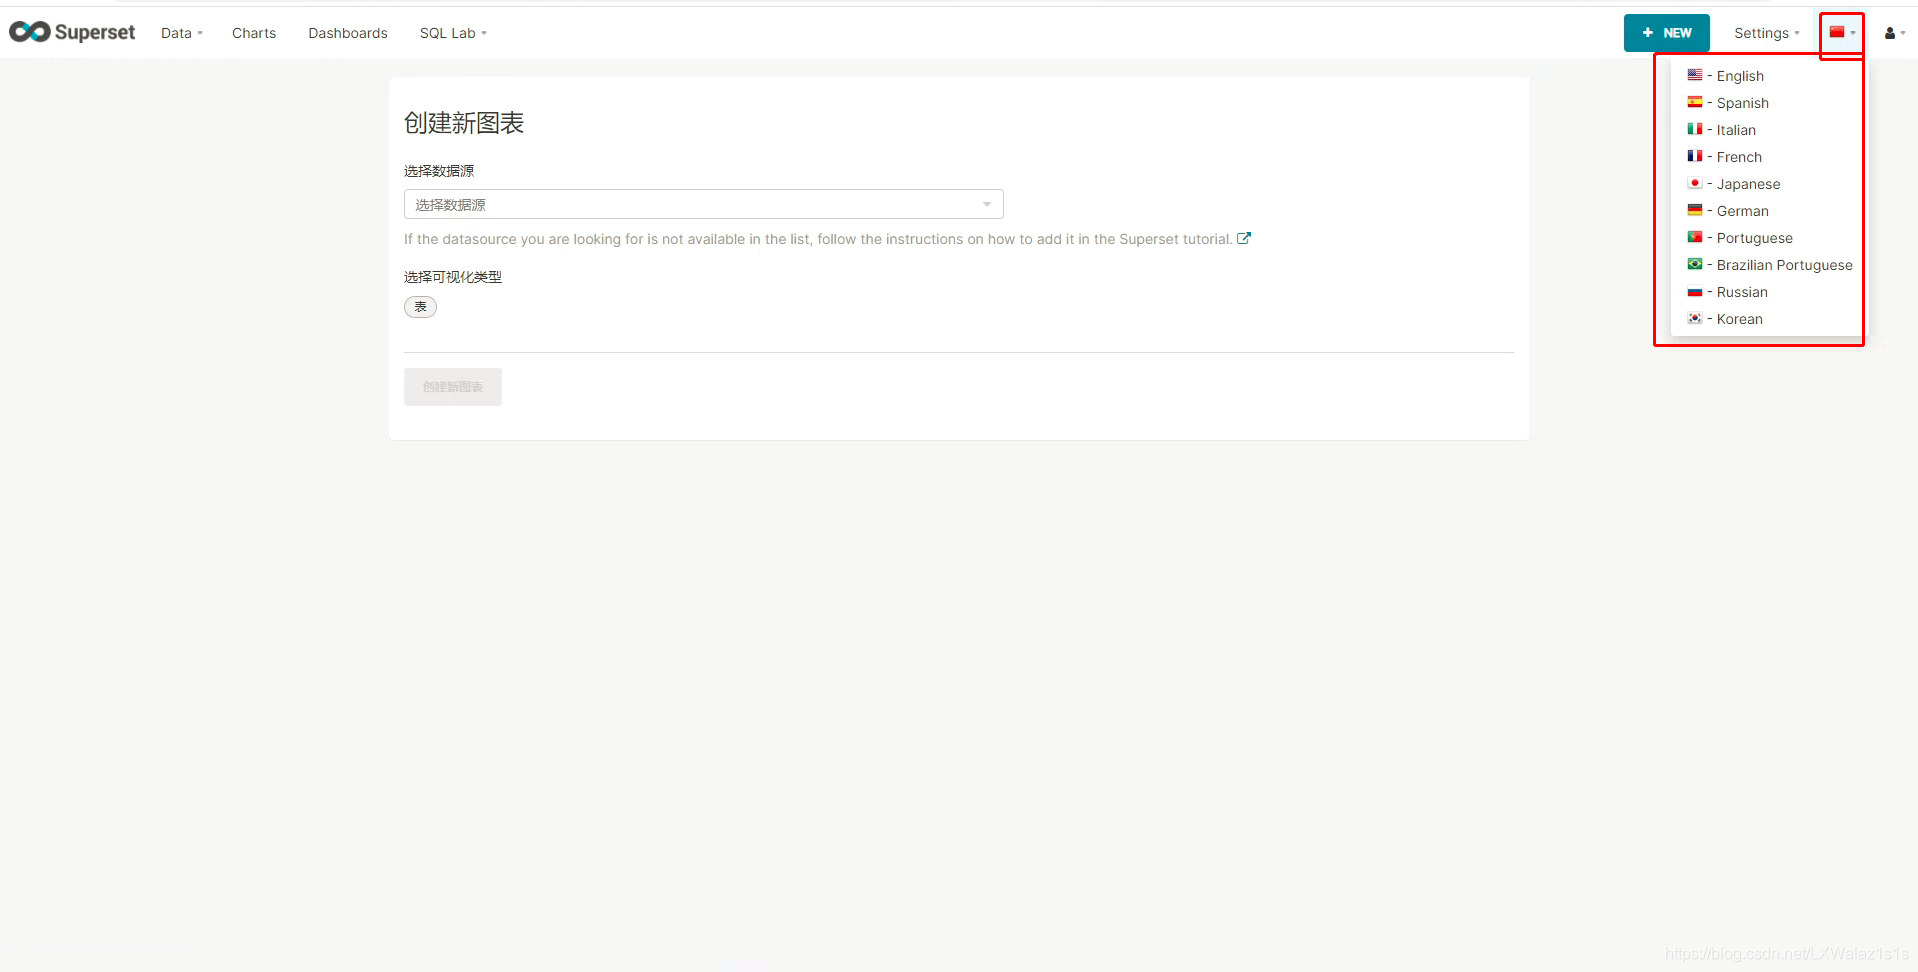 Superset Data Charts Dashboards SQL Lab + NEW Settings
- English
- Spanish
- Italian
- French
- Japanese
- German
- Portuguese
- Brazilian Portuguese
- Russian
- Korean
创建新图表
选择数据源
选择数据源
If the datasource you are looking for is not available in the list, follow the instructions on how to add it in the Superset tutorial.
选择可视化类型
表
创建新图表
https://blog.csdn.net/LXWalaz1s1s